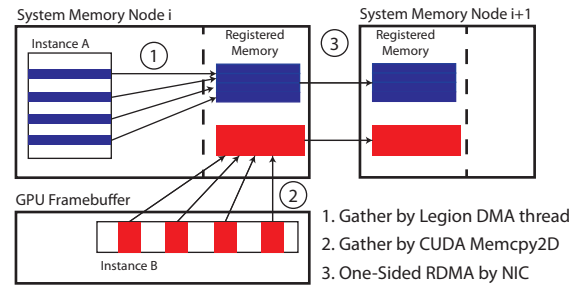 System Memory Node i
System Memory Node i+1
Instance A
1
Registered
Memory
3
Registered
Memory
2
GPU Framebuffer
Instance B
1. Gather by Legion DMA thread
2. Gather by CUDA Memcpy2D
3. One-Sided RDMA by NIC